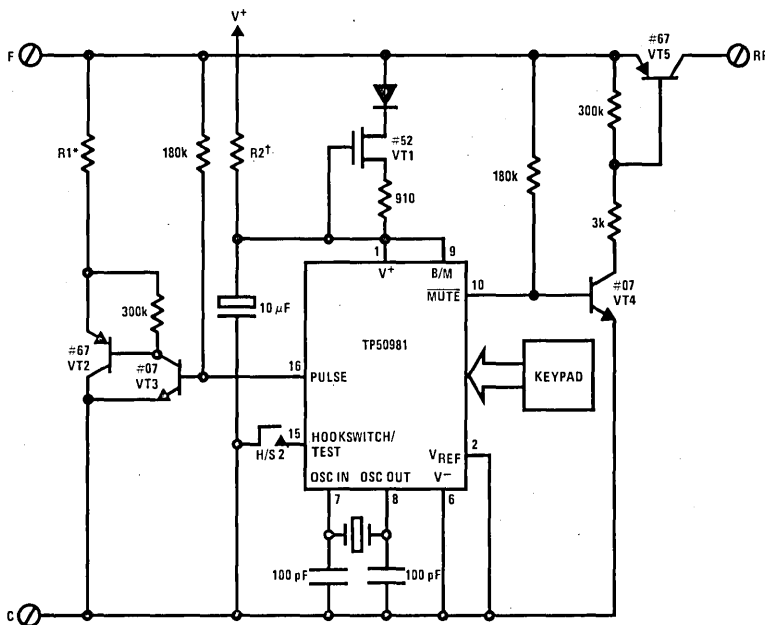 V+
F
RR
#67
VT5
R1*
180k
R2†
#52
VT1
910
180k
300k
3k
1
9
V+
B/M
10
MUTE
#07
VT4
10 µF
300k
#67
VT2
#07
VT3
16
PULSE
TP50981
KEYPAD
15
HOOKSWITCH/
TEST
H/S 2
2
VREF
OSC IN
OSC OUT
V−
7
8
6
100 pF
100 pF
C